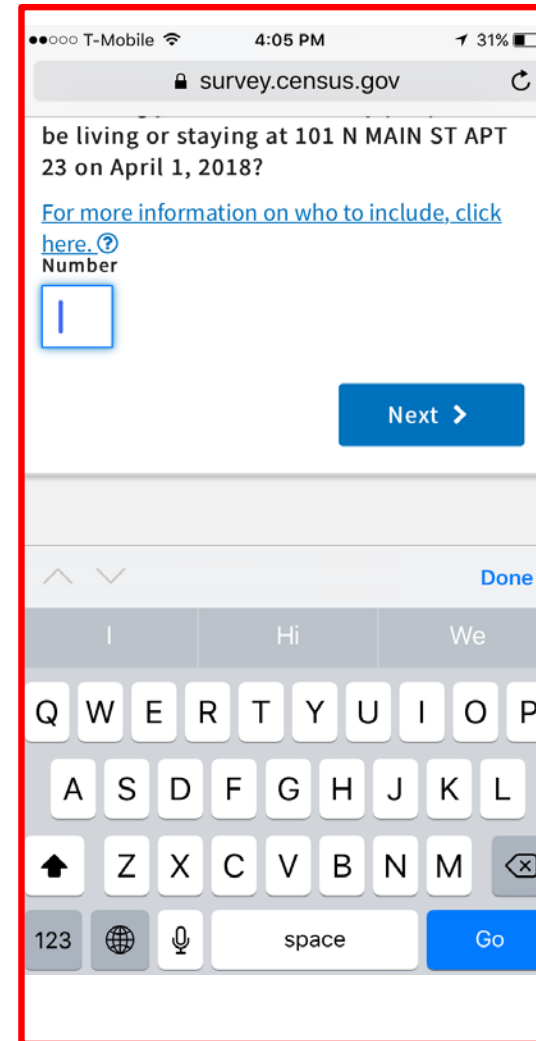 T-Mobile 4:05 PM 31%
survey.census.gov
be living or staying at 101 N MAIN ST APT
23 on April 1, 2018?
For more information on who to include, click
here.
Number
Next
Done
I Hi We
Q W E R T Y U I O P
A S D F G H J K L
Z X C V B N M
123 space Go